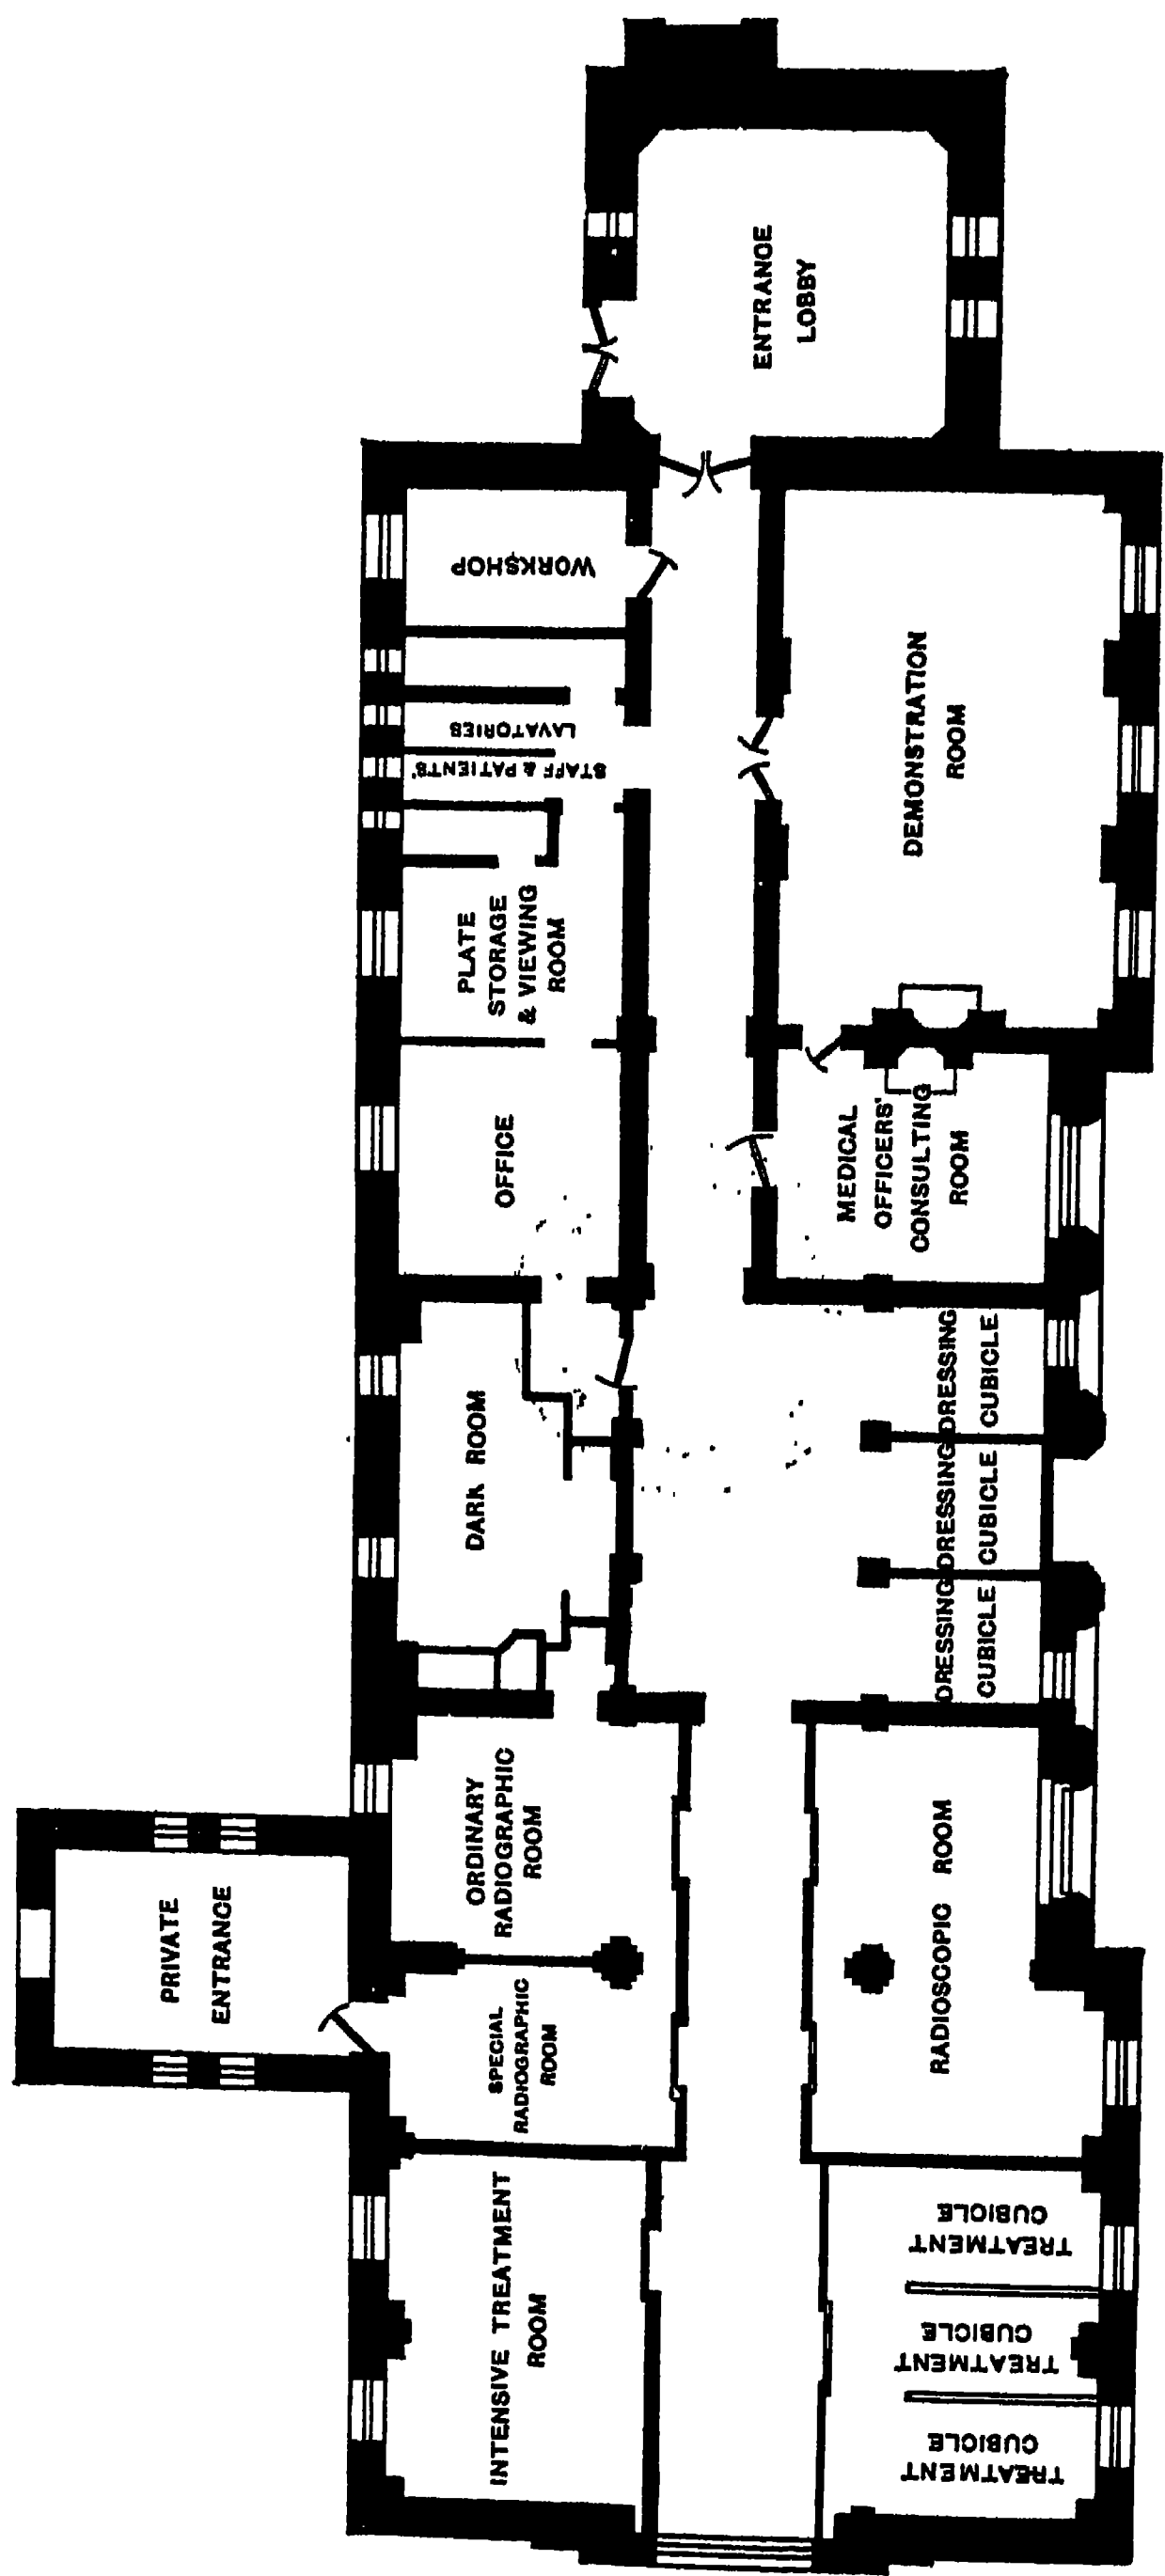 ENTRANCE
LOBBY
WORKSHOP
STAFF & PATIENTS'
LAVATORIES
DEMONSTRATION
ROOM
PLATE
STORAGE
& VIEWING
ROOM
OFFICE
MEDICAL
OFFICERS'
CONSULTING
ROOM
DARK ROOM
DRESSING
CUBICLE
DRESSING
CUBICLE
DRESSING
CUBICLE
ORDINARY
RADIOGRAPHIC
ROOM
PRIVATE
ENTRANCE
SPECIAL
RADIOGRAPHIC
ROOM
RADIOSCOPIC ROOM
INTENSIVE TREATMENT
ROOM
TREATMENT
CUBICLE
TREATMENT
CUBICLE
TREATMENT
CUBICLE